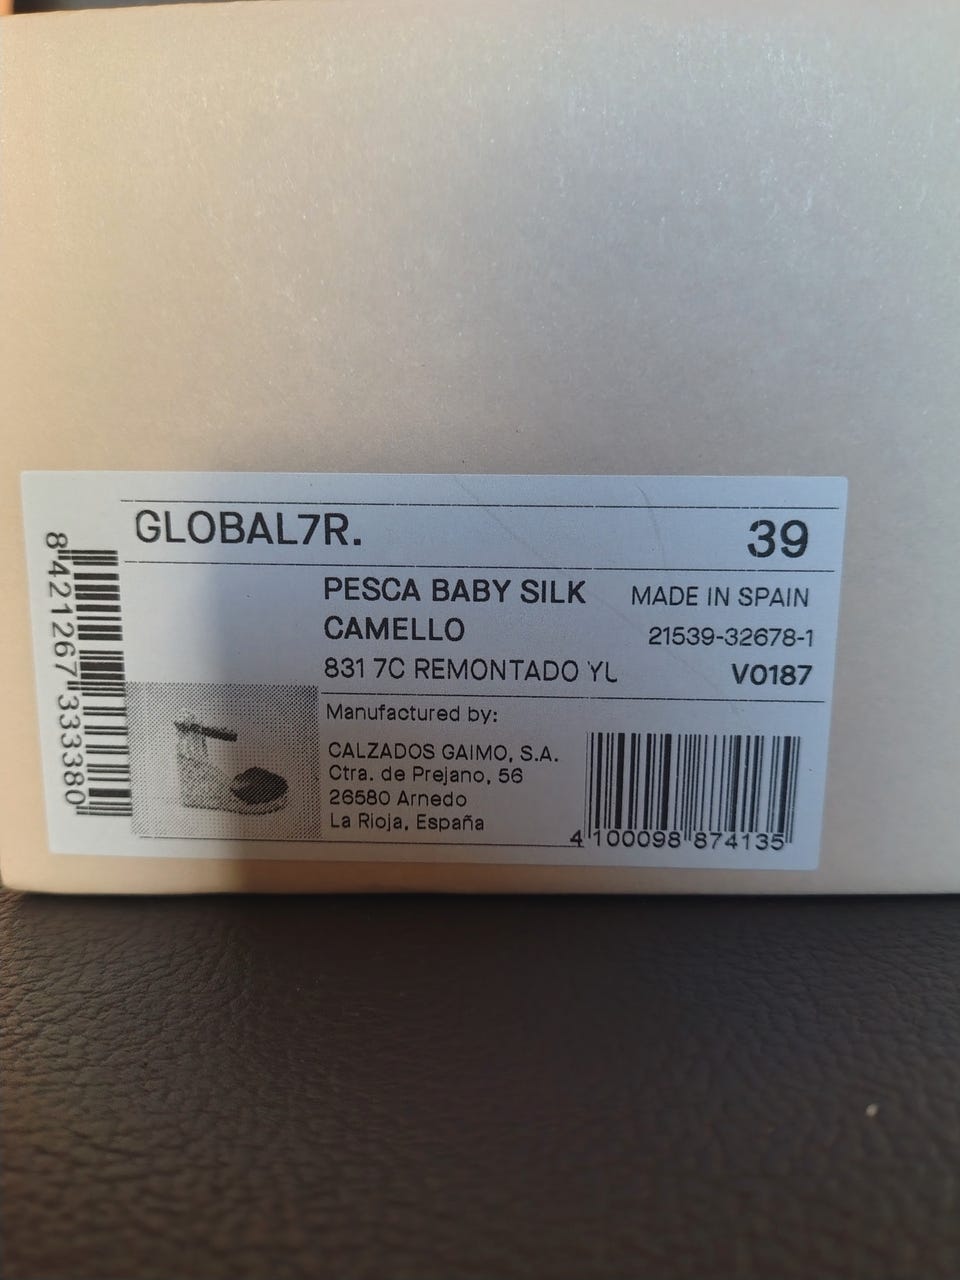 GLOBAL7R.
39
PESCA BABY SILK
MADE IN SPAIN
CAMELLO
21539-32678-1
831 7C REMONTADO YL
V0187
Manufactured by:
CALZADOS GAIMO, S.A.
Ctra. de Prejano, 56
26580 Arnedo
La Rioja, España
4 100098 874135
8 421267 333380